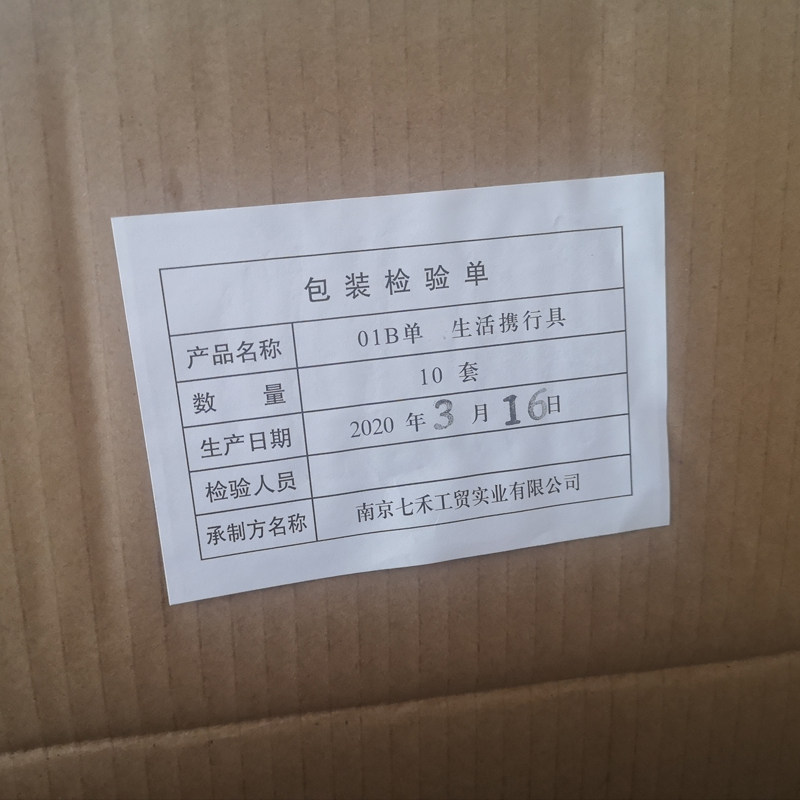 包装检验单
产品名称 01B单 生活携行具
数量 10 套
生产日期 2020 年 3 月 16 日
检验人员
承制方名称 南京七禾工贸实业有限公司